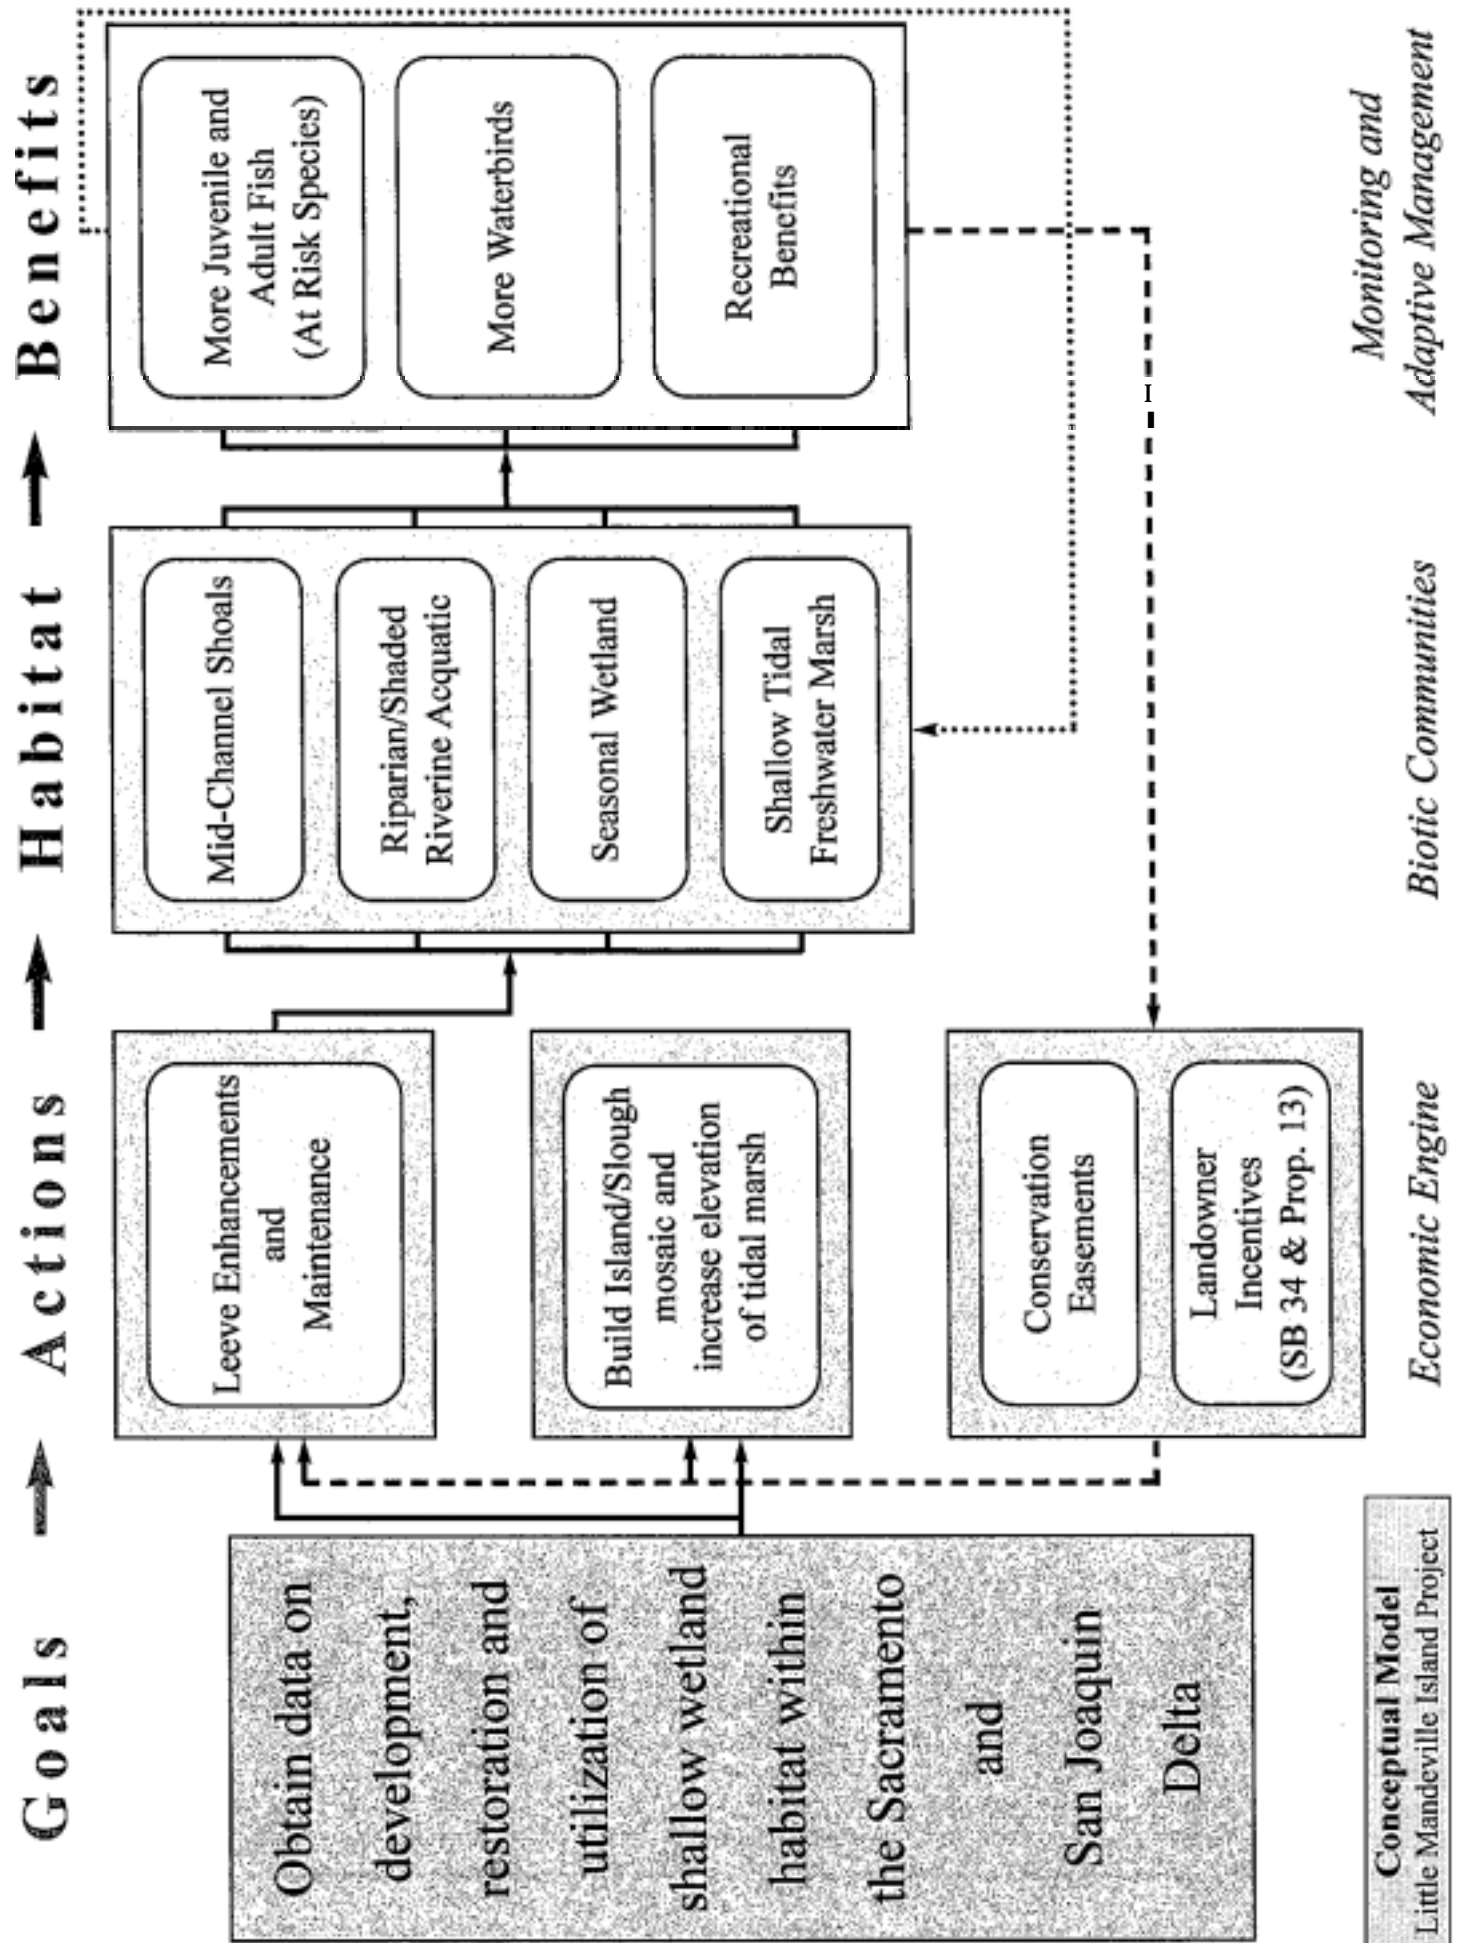 Goals
Actions
Habitat
Benefits
Obtain data on
development,
restoration and
utilization of
shallow wetland
habitat within
the Sacramento
and
San Joaquin
Delta
Leeve Enhancements
and
Maintenance
Build Island/Slough
mosaic and
increase elevation
of tidal marsh
Conservation
Easements
Landowner
Incentives
(SB 34 & Prop. 13)
Mid-Channel Shoals
Riparian/Shaded
Riverine Acquatic
Seasonal Wetland
Shallow Tidal
Freshwater Marsh
More Juvenile and
Adult Fish
(At Risk Species)
More Waterbirds
Recreational
Benefits
Conceptual Model
Little Mandeville Island Project
Economic Engine
Biotic Communities
Monitoring and
Adaptive Management